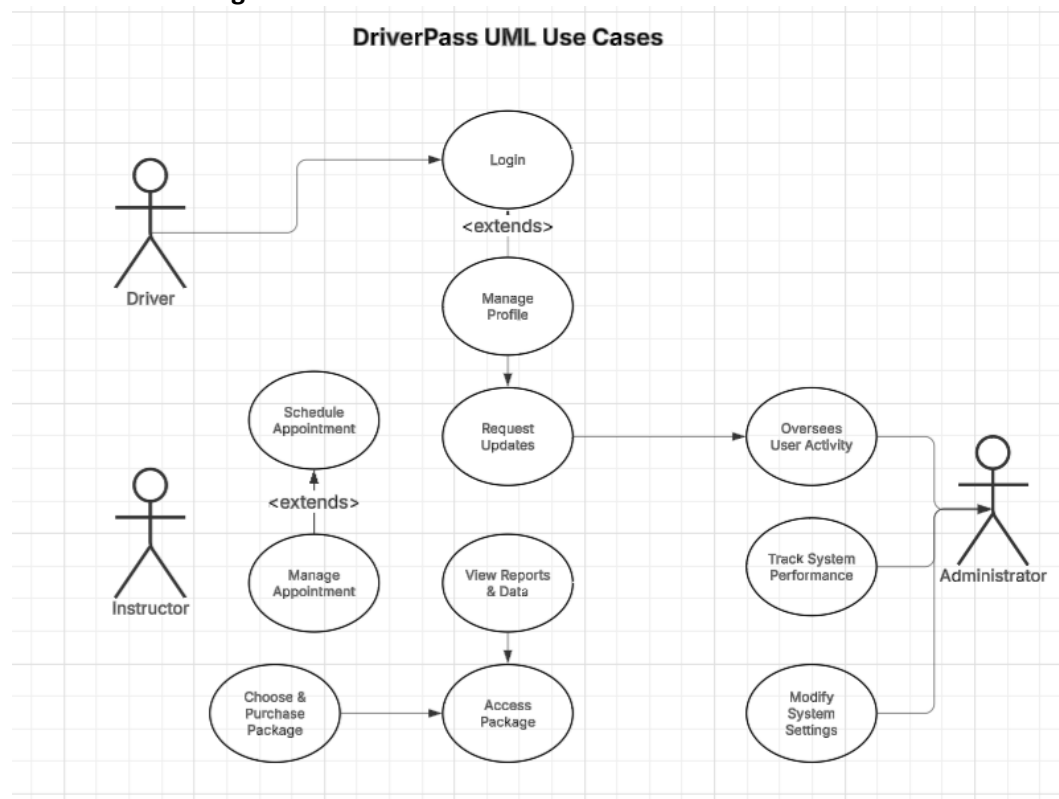 DriverPass UML Use Cases
Login
<extends>
Driver
Manage
Profile
Schedule
Appointment
Request
Updates
Oversees
User Activity
<extends>
Instructor
Manage
Appointment
View Reports
& Data
Track System
Performance
Administrator
Choose &
Purchase
Package
Access
Package
Modify
System
Settings